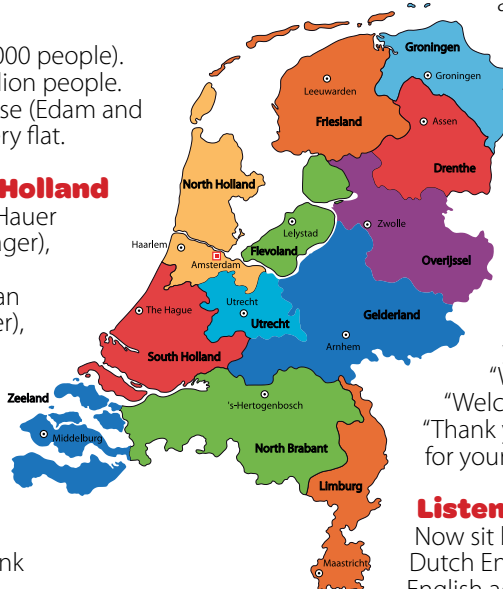 000 people).
lion people.
se (Edam and
ry flat.
Holland
Hauer
ger),
an
er),
nk
Groningen
Groningen
Leeuwarden
Friesland
Assen
Drenthe
North Holland
Lelystad
Zwolle
Haarlem
Flevoland
Amsterdam
Overijssel
The Hague
Utrecht
Utrecht
Gelderland
Arnhem
South Holland
Zeeland
's-Hertogenbosch
Middelburg
North Brabant
Limburg
Maastricht
"Welc
"Thank
for your
Listen
Now sit
Dutch En
English a